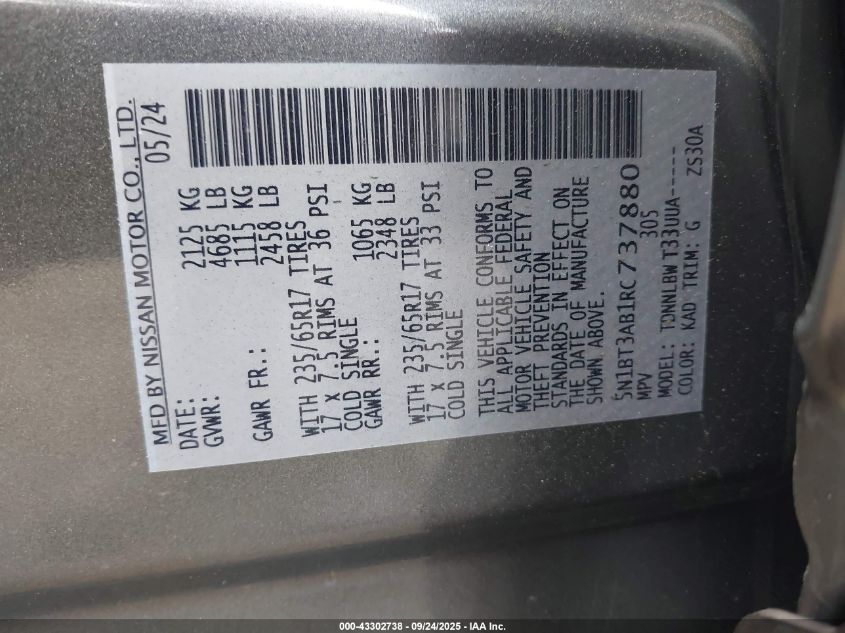 MFD BY NISSAN MOTOR CO., LTD.
DATE: 05/24
GVWR: 2125 KG
4685 LB
GAWR FR.: 1115 KG
2458 LB
WITH 235/65R17 TIRES
17 X 7.5 RIMS AT 36 PSI
COLD SINGLE
GAWR RR.: 1065 KG
2348 LB
WITH 235/65R17 TIRES
17 X 7.5 RIMS AT 33 PSI
COLD SINGLE
THIS VEHICLE CONFORMS TO
ALL APPLICABLE FEDERAL
MOTOR VEHICLE SAFETY AND
THEFT PREVENTION
STANDARDS IN EFFECT ON
THE DATE OF MANUFACTURE
SHOWN ABOVE.
5N1BT3AB1RC737880
MPV 305
MODEL: TDNNLBWT33UUA-----
COLOR: KAD TRIM: G ZS30A
000-43302738 - 09/24/2025 - IAA Inc.